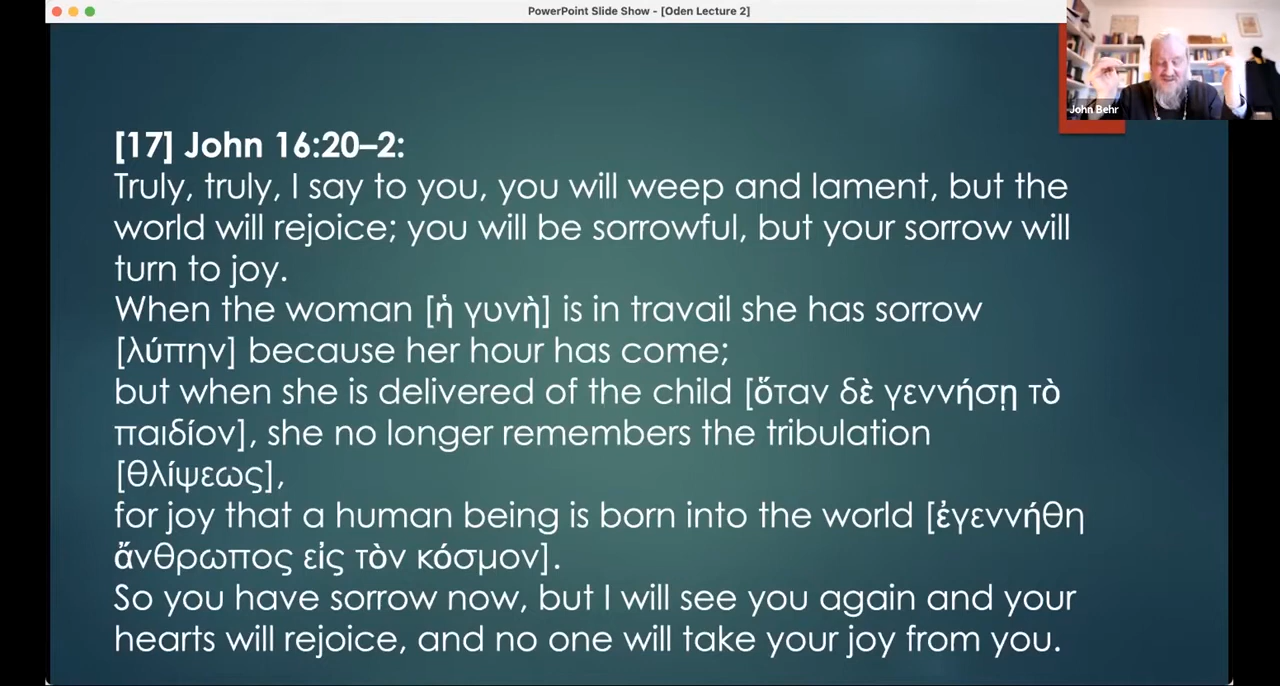 PowerPoint Slide Show - [Oden Lecture 2]
John Behr
[17] John 16:20–2:
Truly, truly, I say to you, you will weep and lament, but the
world will rejoice; you will be sorrowful, but your sorrow will
turn to joy.
When the woman [ἡ γυνὴ] is in travail she has sorrow
[λύπην] because her hour has come;
but when she is delivered of the child [ὅταν δὲ γεννήσῃ τὸ
παιδίον], she no longer remembers the tribulation
[θλίψεως],
for joy that a human being is born into the world [ἐγεννήθη
ἄνθρωπος εἰς τὸν κόσμον].
So you have sorrow now, but I will see you again and your
hearts will rejoice, and no one will take your joy from you.